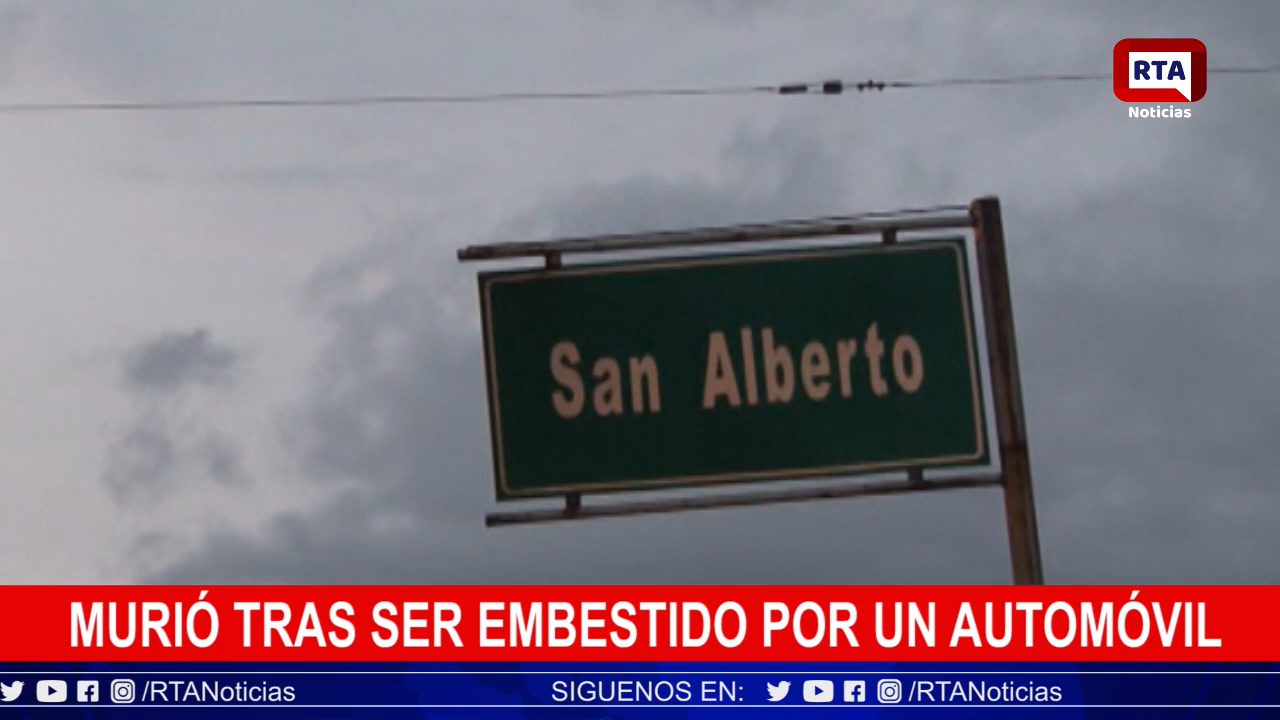 RTA
Noticias
San Alberto
MURIÓ TRAS SER EMBESTIDO POR UN AUTOMÓVIL
/RTANoticias SIGUENOS EN: /RTANoticias